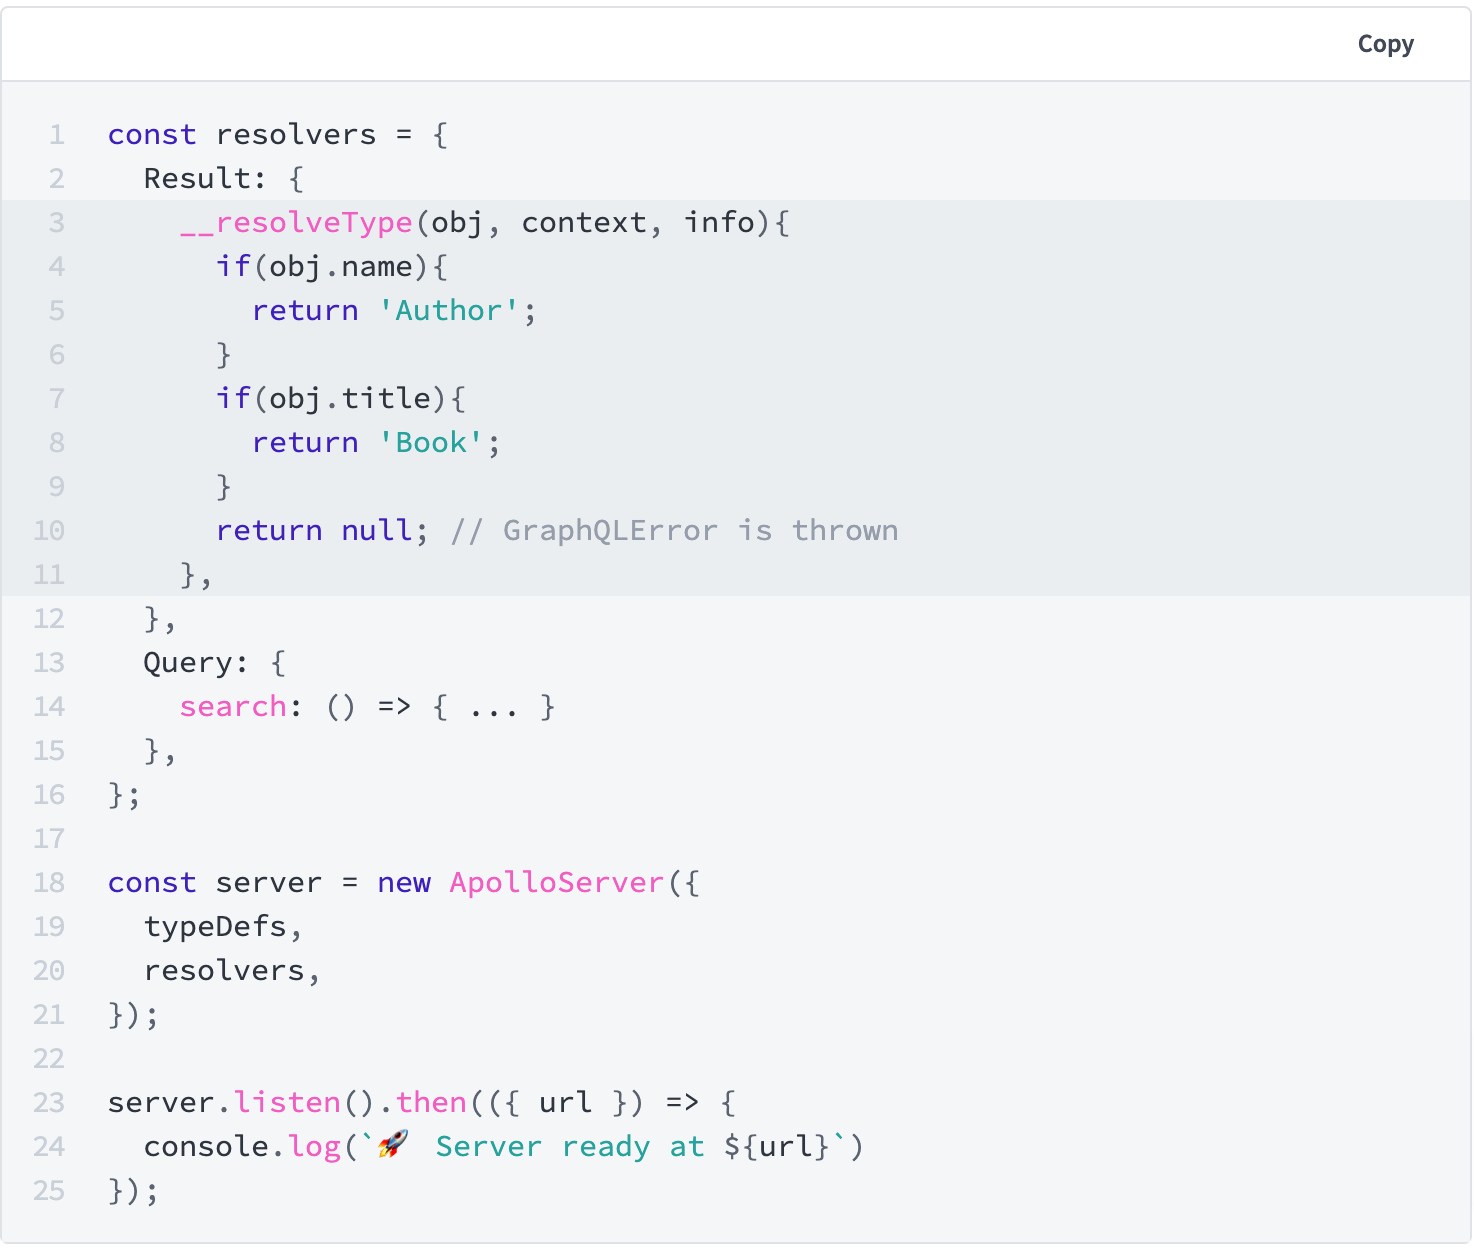 Copy
1 const resolvers = {
2   Result: {
3     __resolveType(obj, context, info){
4       if(obj.name){
5         return 'Author';
6       }
7       if(obj.title){
8         return 'Book';
9       }
10       return null; // GraphQLError is thrown
11     },
12   },
13   Query: {
14     search: () => { ... }
15   },
16 };
17
18 const server = new ApolloServer({
19   typeDefs,
20   resolvers,
21 });
22
23 server.listen().then(({ url }) => {
24   console.log(`🚀 Server ready at ${url}`)
25 });